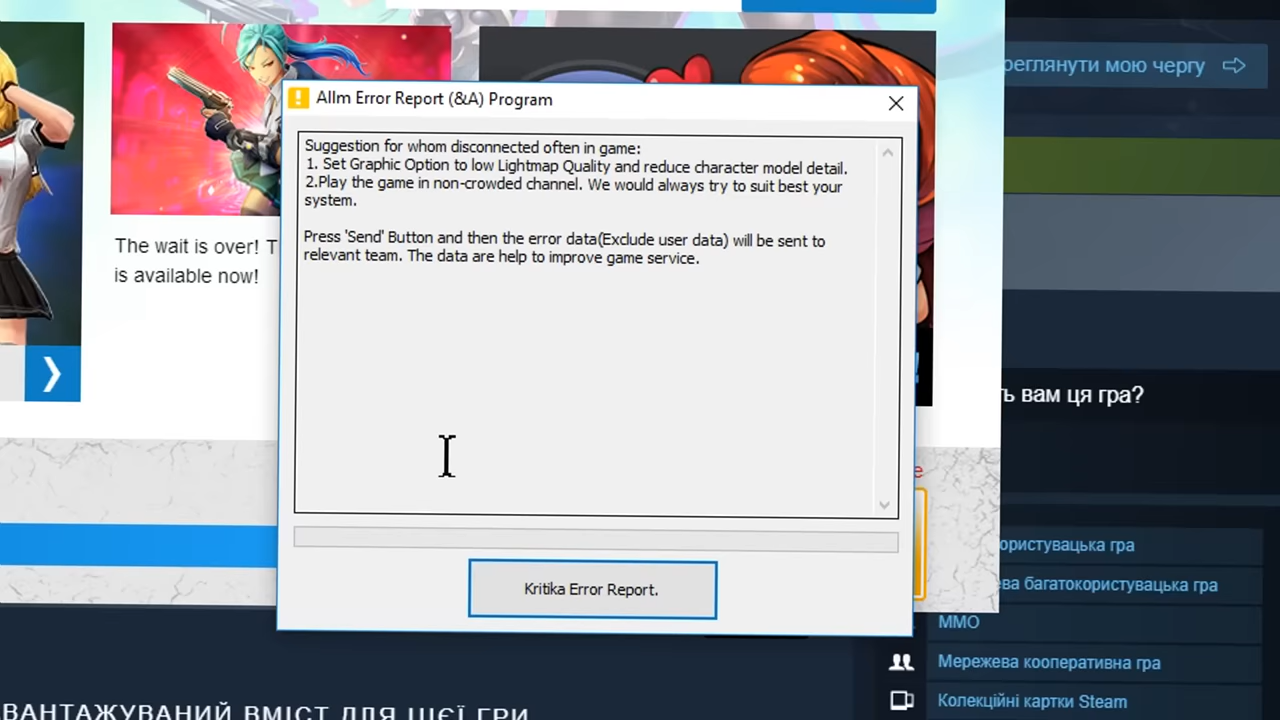 реглянути мою чергу
Allm Error Report (&A) Program
Suggestion for whom disconnected often in game:
1. Set Graphic Option to low Lightmap Quality and reduce character model detail.
2.Play the game in non-crowded channel. We would always try to suit best your
system.
Press 'Send' Button and then the error data(Exclude user data) will be sent to
relevant team. The data are help to improve game service.
The wait is over! T
is available now!
ь вам ця гра?
Kritika Error Report.
ористувацька гра
ва багатокористувацька гра
ММО
Мережева кооперативна гра
Колекційні картки Steam
ВАНТАЖУВАНИЙ ВМІСТ ДЛЯ ЦІЄЇ ГРИ